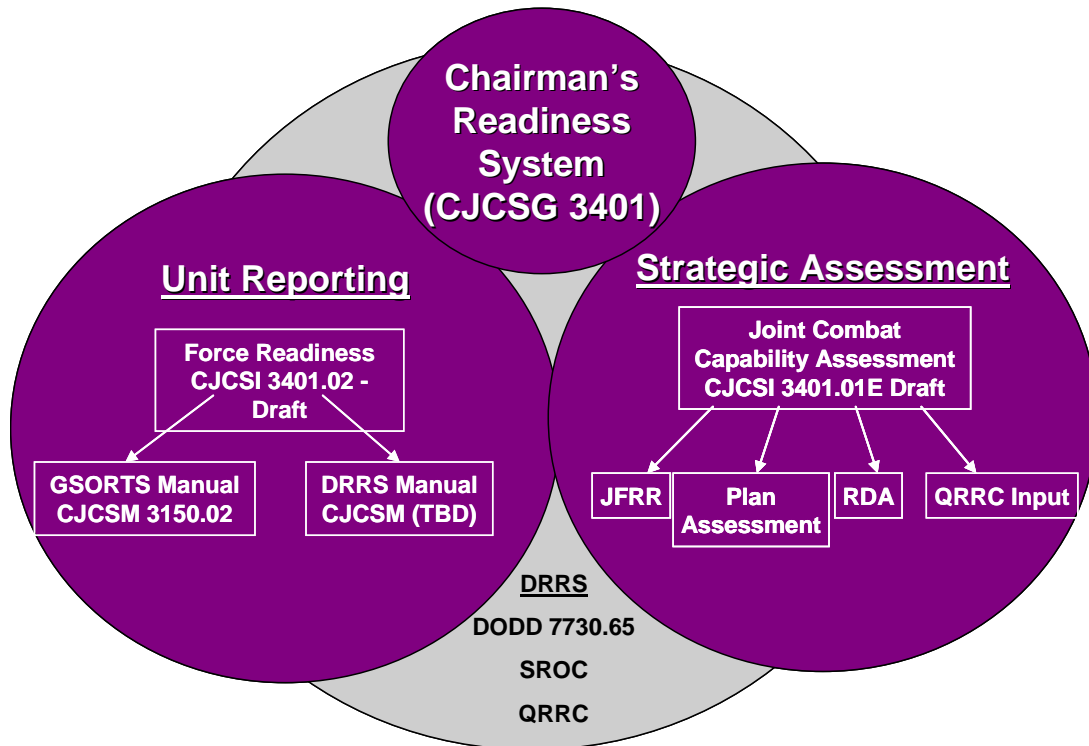 Chairman’s
Readiness
System
(CJCSG 3401)
Unit Reporting
Force Readiness
CJCSI 3401.02 -
Draft
GSORTS Manual
CJCSM 3150.02
DRRS Manual
CJCSM (TBD)
Strategic Assessment
Joint Combat
Capability Assessment
CJCSI 3401.01E Draft
JFRR
Plan
Assessment
RDA
QRRC Input
DRRS
DODD 7730.65
SROC
QRRC